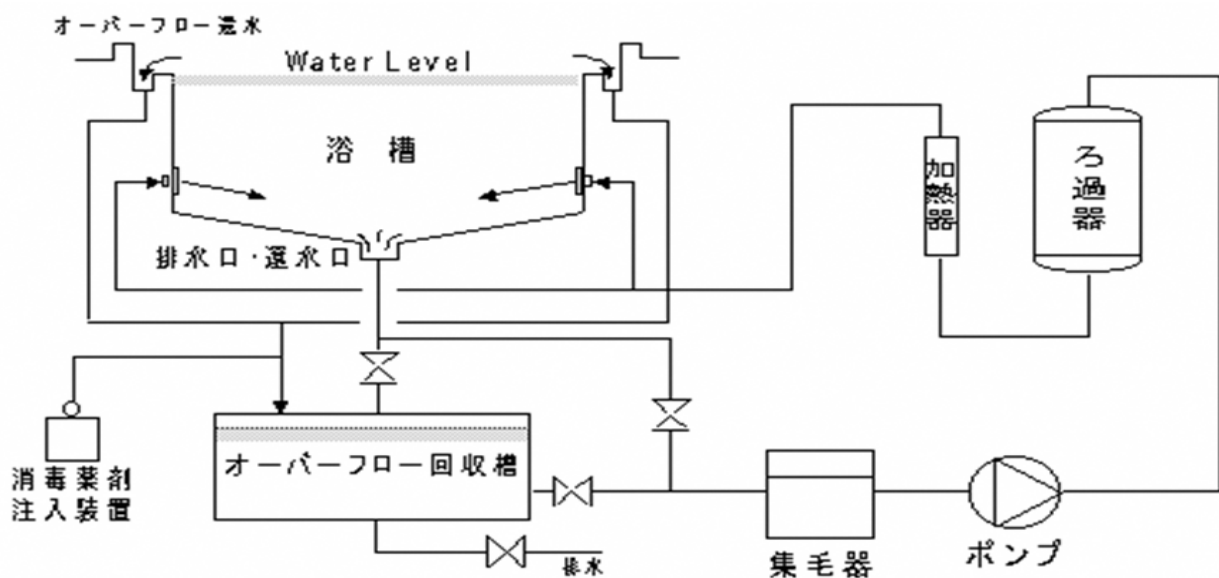 オーバーフロー還水
Water Level
浴槽
加熱器
ろ過器
排水口・還水口
オーバーフロー回収槽
消毒薬剤
注入装置
排水
集毛器
ポンプ